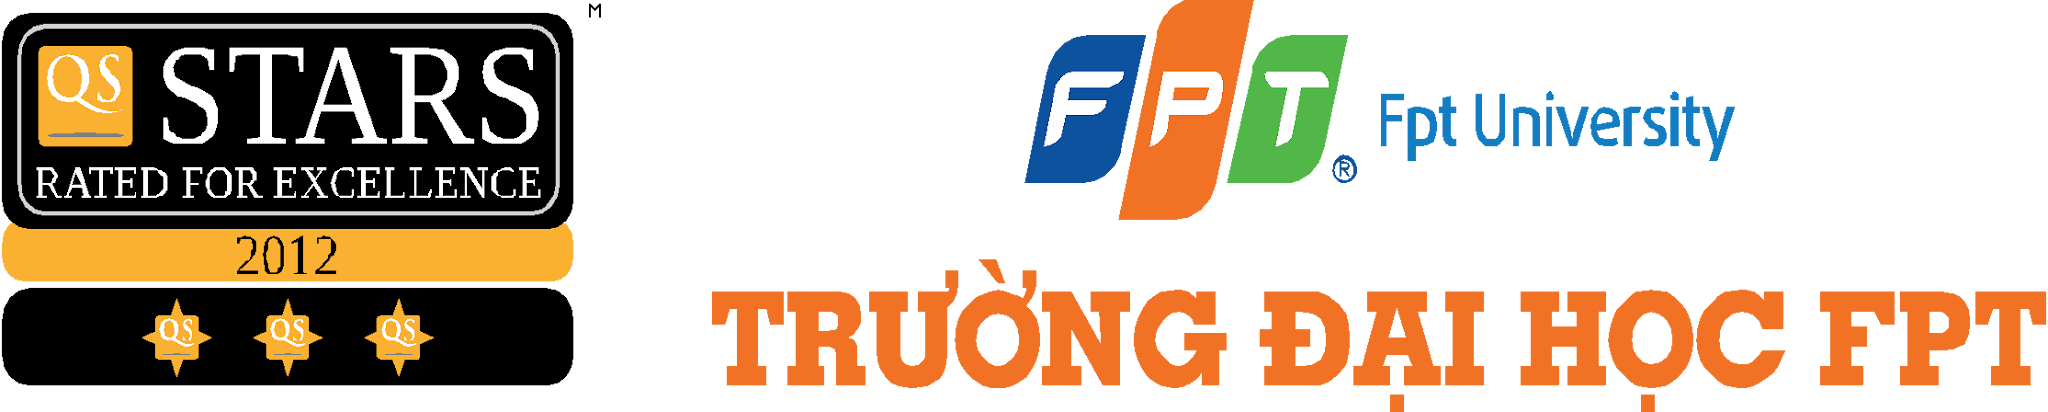 M
QS STARS
RATED FOR EXCELLENCE
2012
QS QS QS
FPT® Fpt University
TRƯỜNG ĐẠI HỌC FPT